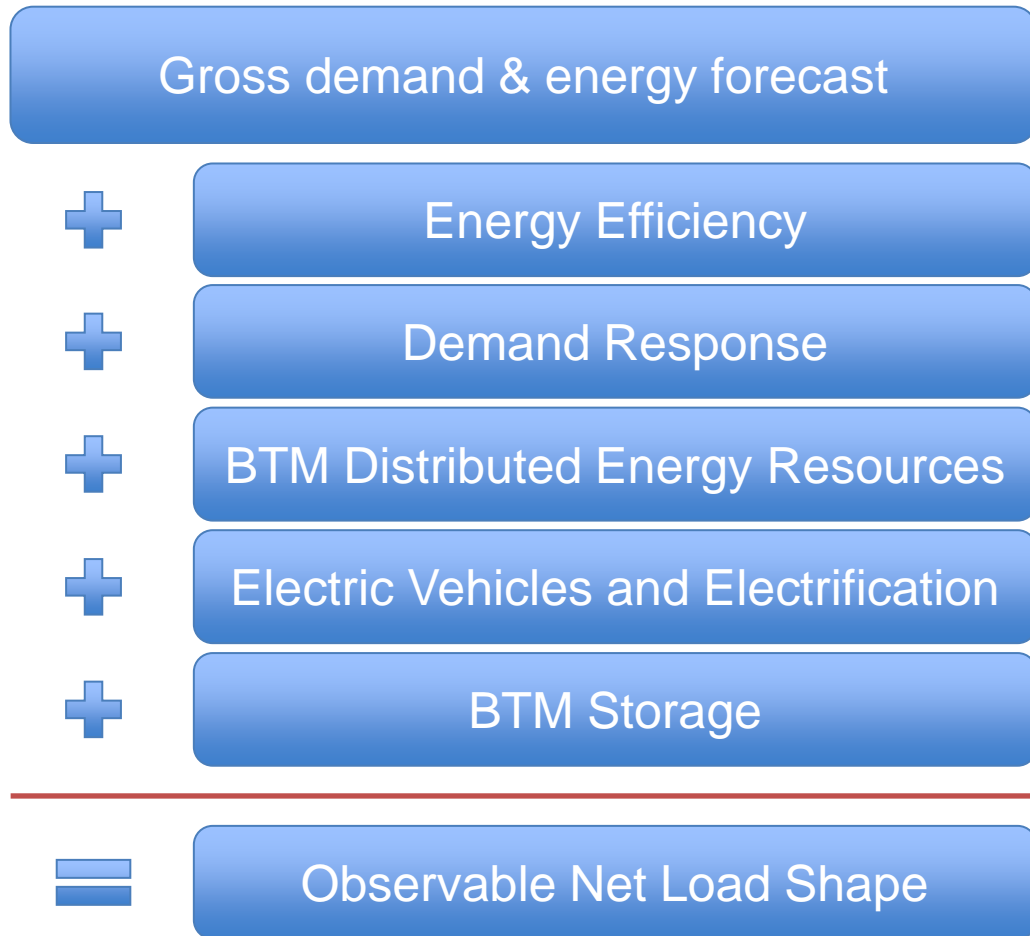 Gross demand & energy forecast
+ Energy Efficiency
+ Demand Response
+ BTM Distributed Energy Resources
+ Electric Vehicles and Electrification
+ BTM Storage
= Observable Net Load Shape